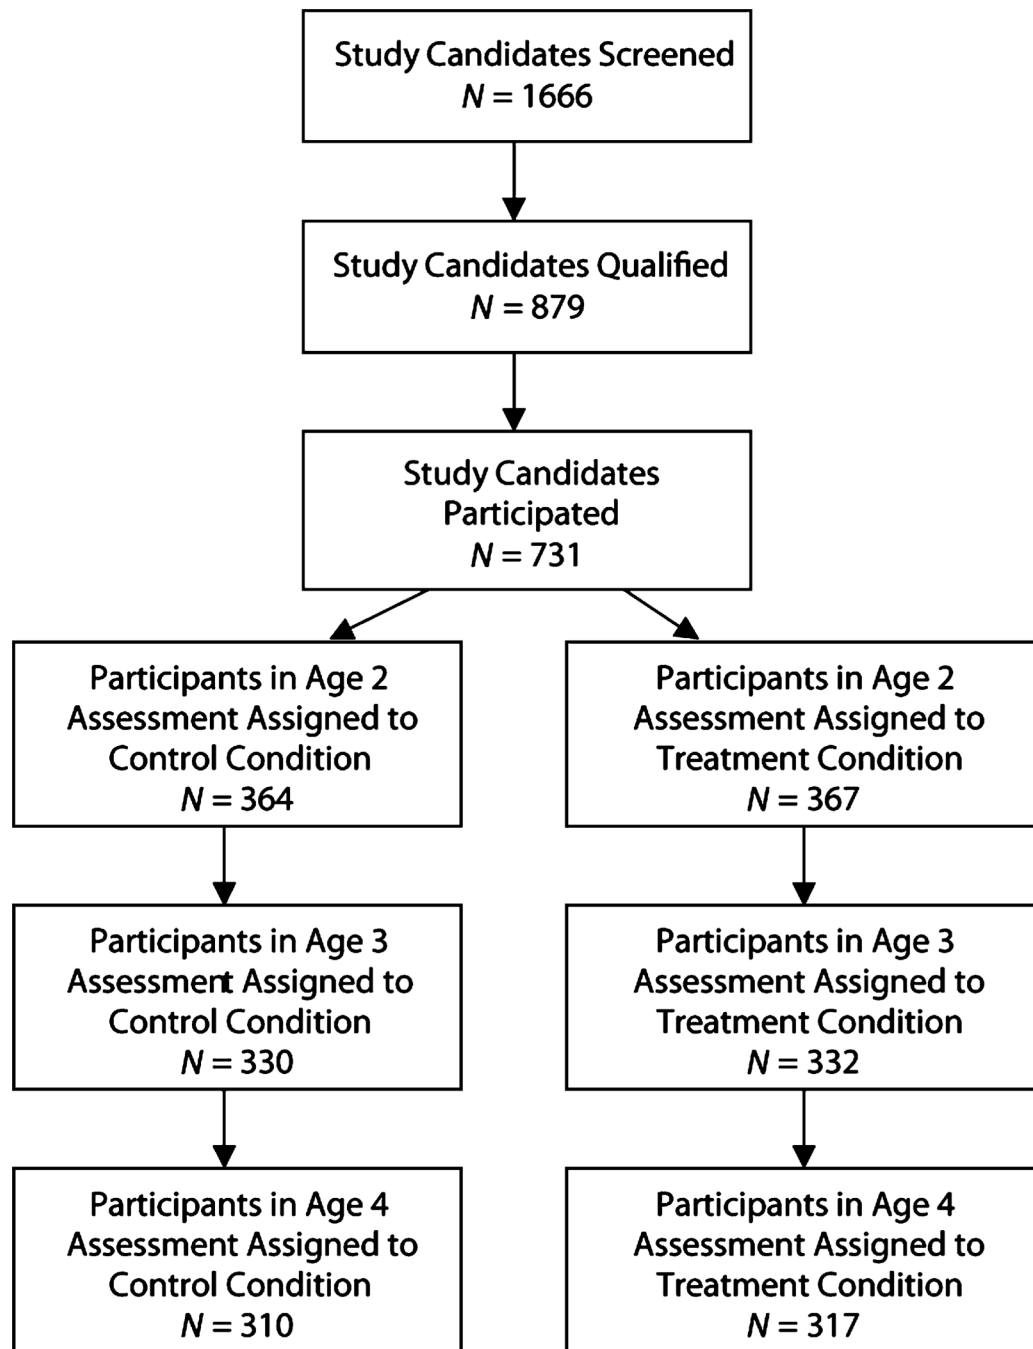 Study Candidates Screened
N = 1666
Study Candidates Qualified
N = 879
Study Candidates
Participated
N = 731
Participants in Age 2
Assessment Assigned to
Control Condition
N = 364
Participants in Age 2
Assessment Assigned to
Treatment Condition
N = 367
Participants in Age 3
Assessment Assigned to
Control Condition
N = 330
Participants in Age 3
Assessment Assigned to
Treatment Condition
N = 332
Participants in Age 4
Assessment Assigned to
Control Condition
N = 310
Participants in Age 4
Assessment Assigned to
Treatment Condition
N = 317